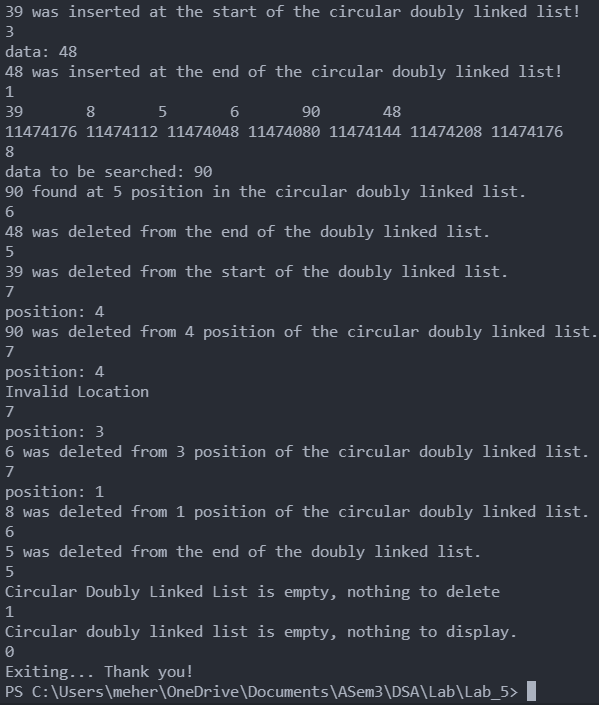 39 was inserted at the start of the circular doubly linked list!
3
data: 48
48 was inserted at the end of the circular doubly linked list!
1
39 8 5 6 90 48
11474176 11474112 11474048 11474080 11474144 11474208 11474176
8
data to be searched: 90
90 found at 5 position in the circular doubly linked list.
6
48 was deleted from the end of the doubly linked list.
5
39 was deleted from the start of the doubly linked list.
7
position: 4
90 was deleted from 4 position of the circular doubly linked list.
7
position: 4
Invalid Location
7
position: 3
6 was deleted from 3 position of the circular doubly linked list.
7
position: 1
8 was deleted from 1 position of the circular doubly linked list.
6
5 was deleted from the end of the doubly linked list.
5
Circular Doubly Linked List is empty, nothing to delete
1
Circular doubly linked list is empty, nothing to display.
0
Exiting... Thank you!
PS C:\Users\meher\OneDrive\Documents\ASem3\DSA\Lab\Lab_5>